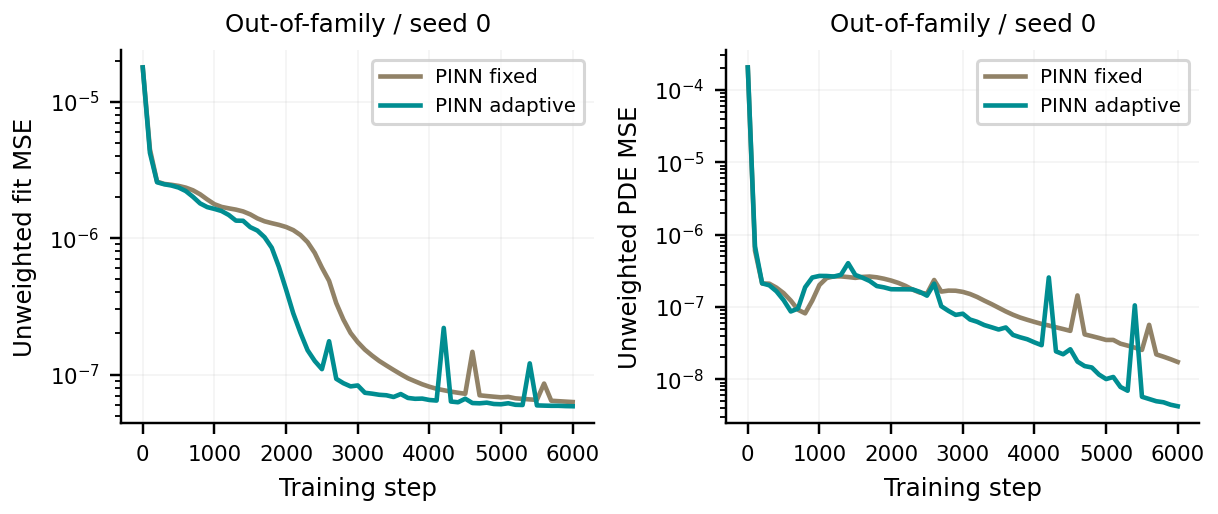 Out-of-family / seed 0
Unweighted fit MSE
10⁻⁵
10⁻⁶
10⁻⁷
PINN fixed
PINN adaptive
0 1000 2000 3000 4000 5000 6000
Training step
Out-of-family / seed 0
Unweighted PDE MSE
10⁻⁴
10⁻⁵
10⁻⁶
10⁻⁷
10⁻⁸
PINN fixed
PINN adaptive
0 1000 2000 3000 4000 5000 6000
Training step